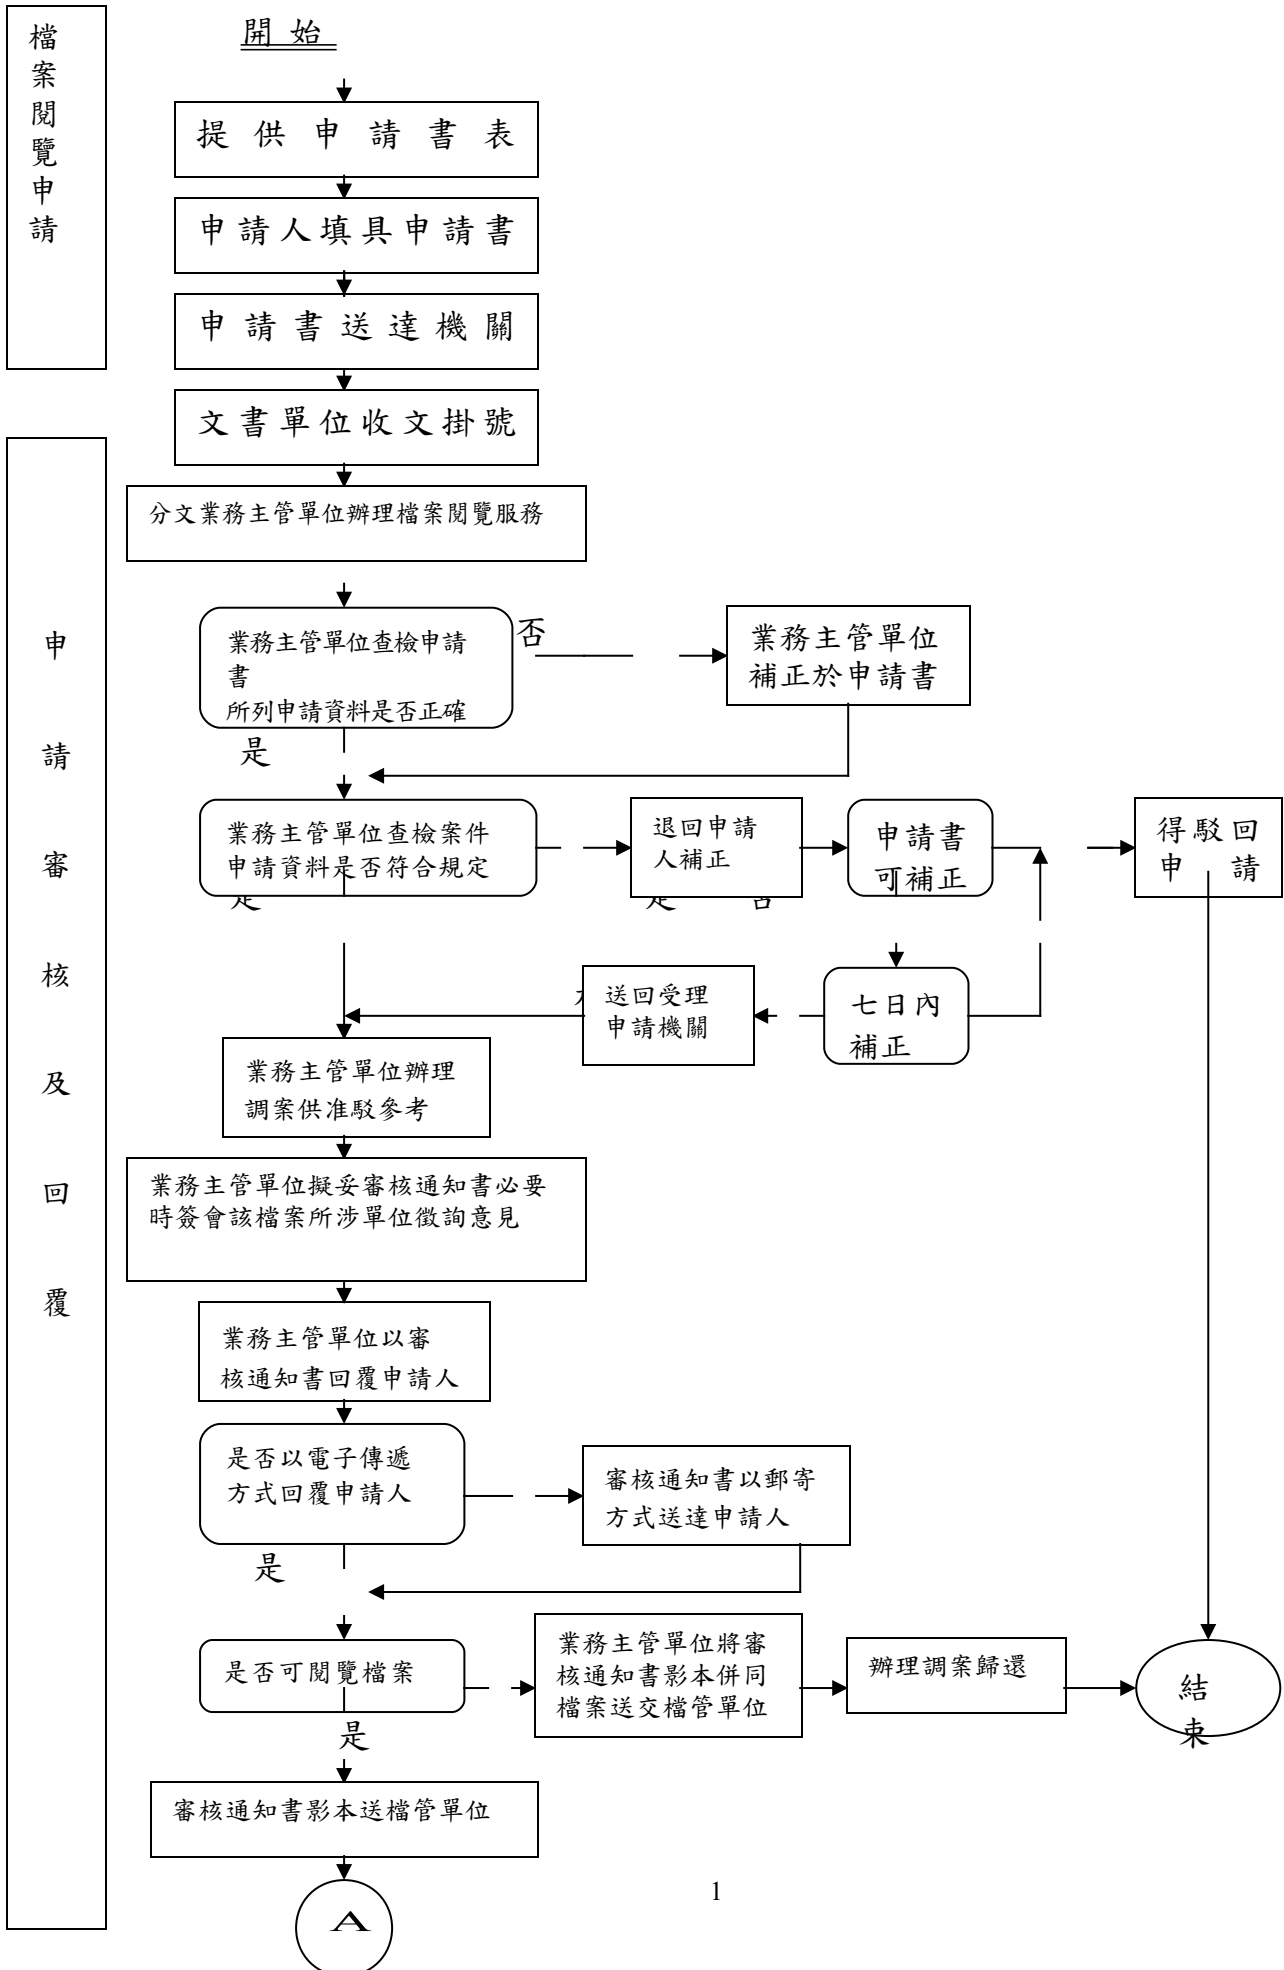 檔案閱覽申請
開始
提供申請書表
申請人填具申請書
申請書送達機關
文書單位收文掛號
申請審核及回覆
分文業務主管單位辦理檔案閱覽服務
業務主管單位查檢申請
書
所列申請資料是否正確
否
業務主管單位
補正於申請書
是
業務主管單位查檢案件
申請資料是否符合規定
退回申請
人補正
申請書
可補正
得駁回
申請
是
是
否
送回受理
申請機關
七日內
補正
業務主管單位辦理
調案供准駁參考
業務主管單位擬妥審核通知書必要
時簽會該檔案所涉單位徵詢意見
業務主管單位以審
核通知書回覆申請人
是否以電子傳遞
方式回覆申請人
審核通知書以郵寄
方式送達申請人
是
是否可閱覽檔案
業務主管單位將審
核通知書影本併同
檔案送交檔管單位
辦理調案歸還
結
束
是
審核通知書影本送檔管單位
A
1